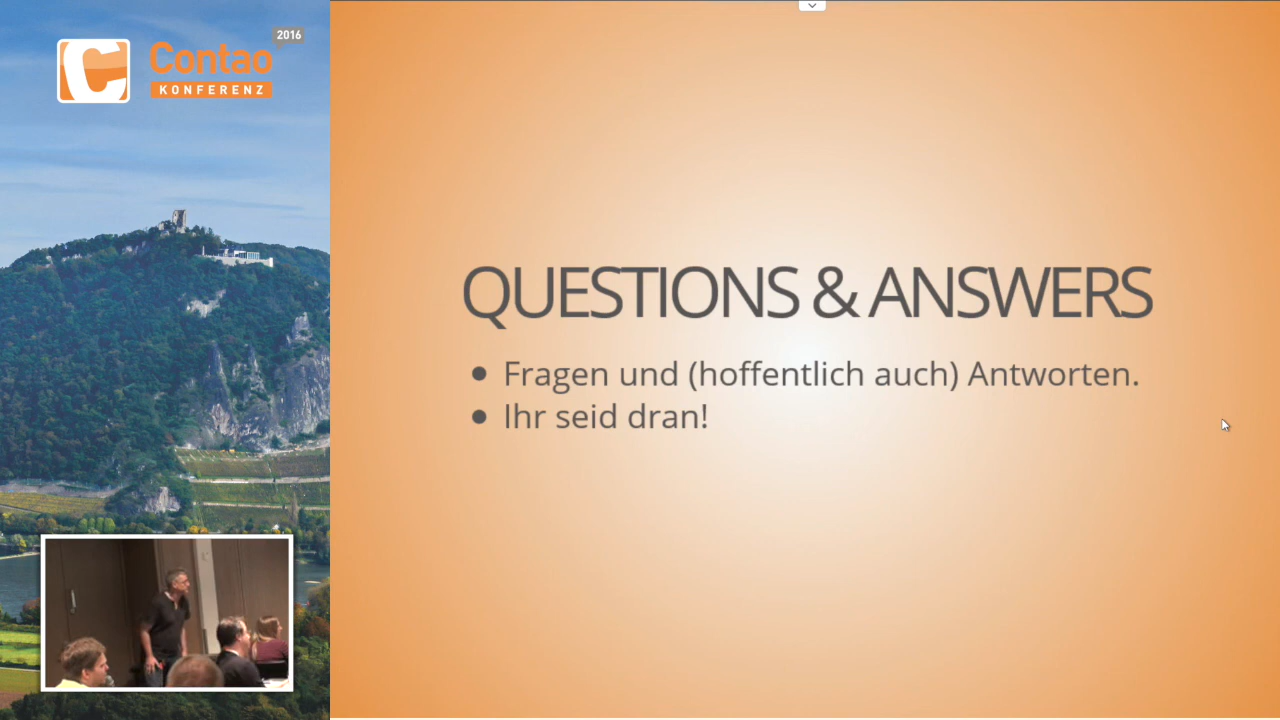 2016
Contao
KONFERENZ
QUESTIONS & ANSWERS
Fragen und (hoffentlich auch) Antworten.
Ihr seid dran!